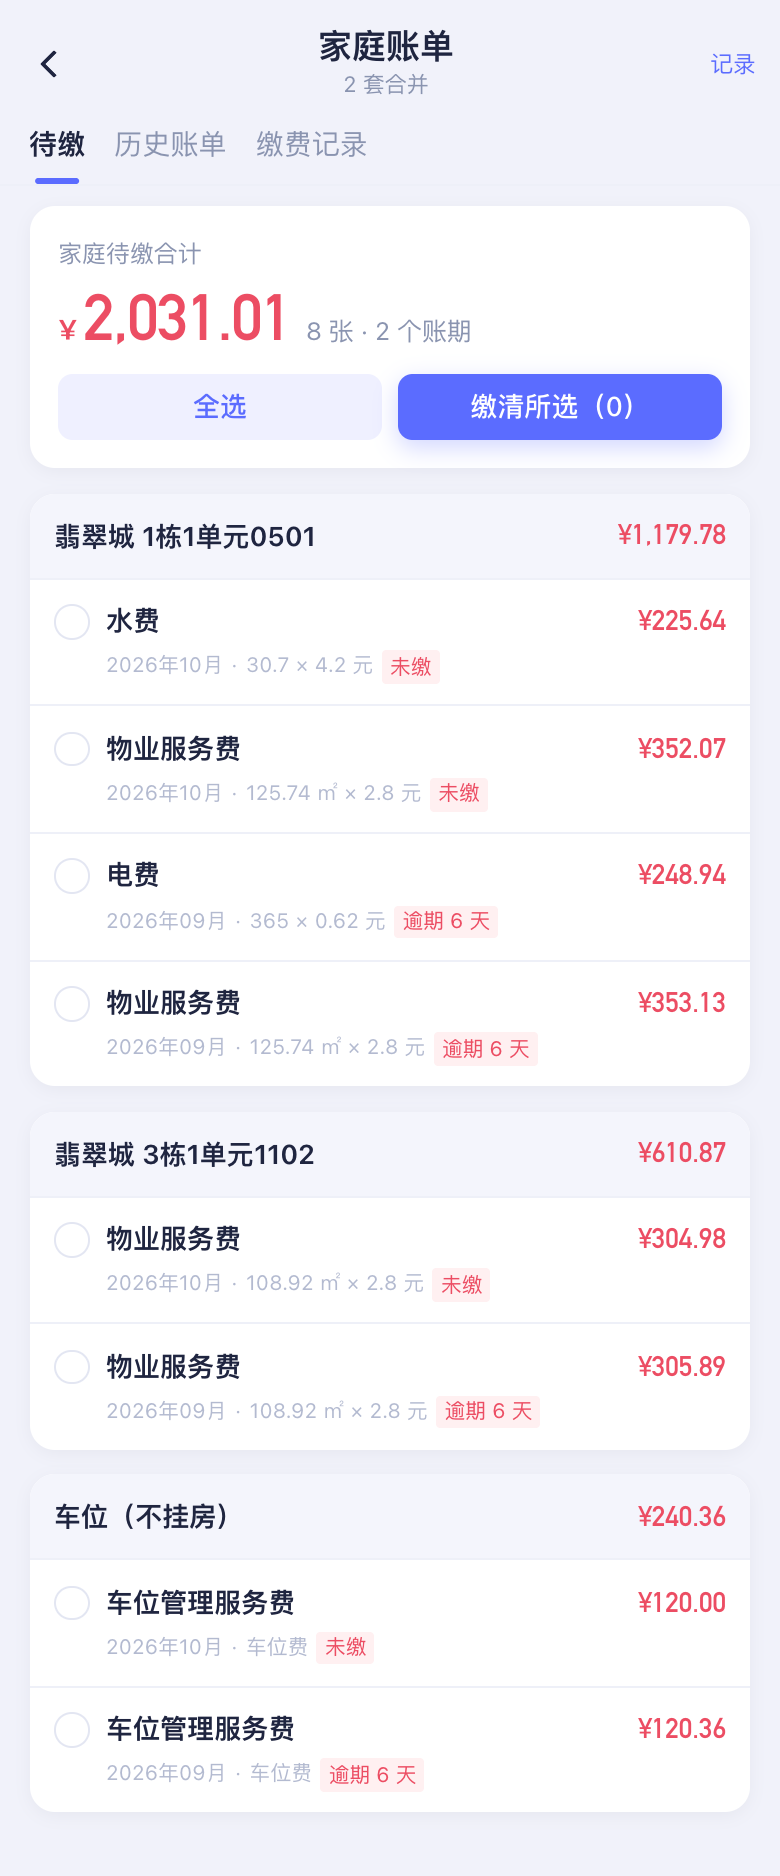 家庭账单
2 套合并
记录
待缴 历史账单 缴费记录
家庭待缴合计
¥2,031.01 8 张 · 2 个账期
全选 缴清所选（0）
翡翠城 1栋1单元0501 ¥1,179.78
水费 ¥225.64
2026年10月 · 30.7 × 4.2 元 未缴
物业服务费 ¥352.07
2026年10月 · 125.74 ㎡ × 2.8 元 未缴
电费 ¥248.94
2026年09月 · 365 × 0.62 元 逾期 6 天
物业服务费 ¥353.13
2026年09月 · 125.74 ㎡ × 2.8 元 逾期 6 天
翡翠城 3栋1单元1102 ¥610.87
物业服务费 ¥304.98
2026年10月 · 108.92 ㎡ × 2.8 元 未缴
物业服务费 ¥305.89
2026年09月 · 108.92 ㎡ × 2.8 元 逾期 6 天
车位（不挂房） ¥240.36
车位管理服务费 ¥120.00
2026年10月 · 车位费 未缴
车位管理服务费 ¥120.36
2026年09月 · 车位费 逾期 6 天